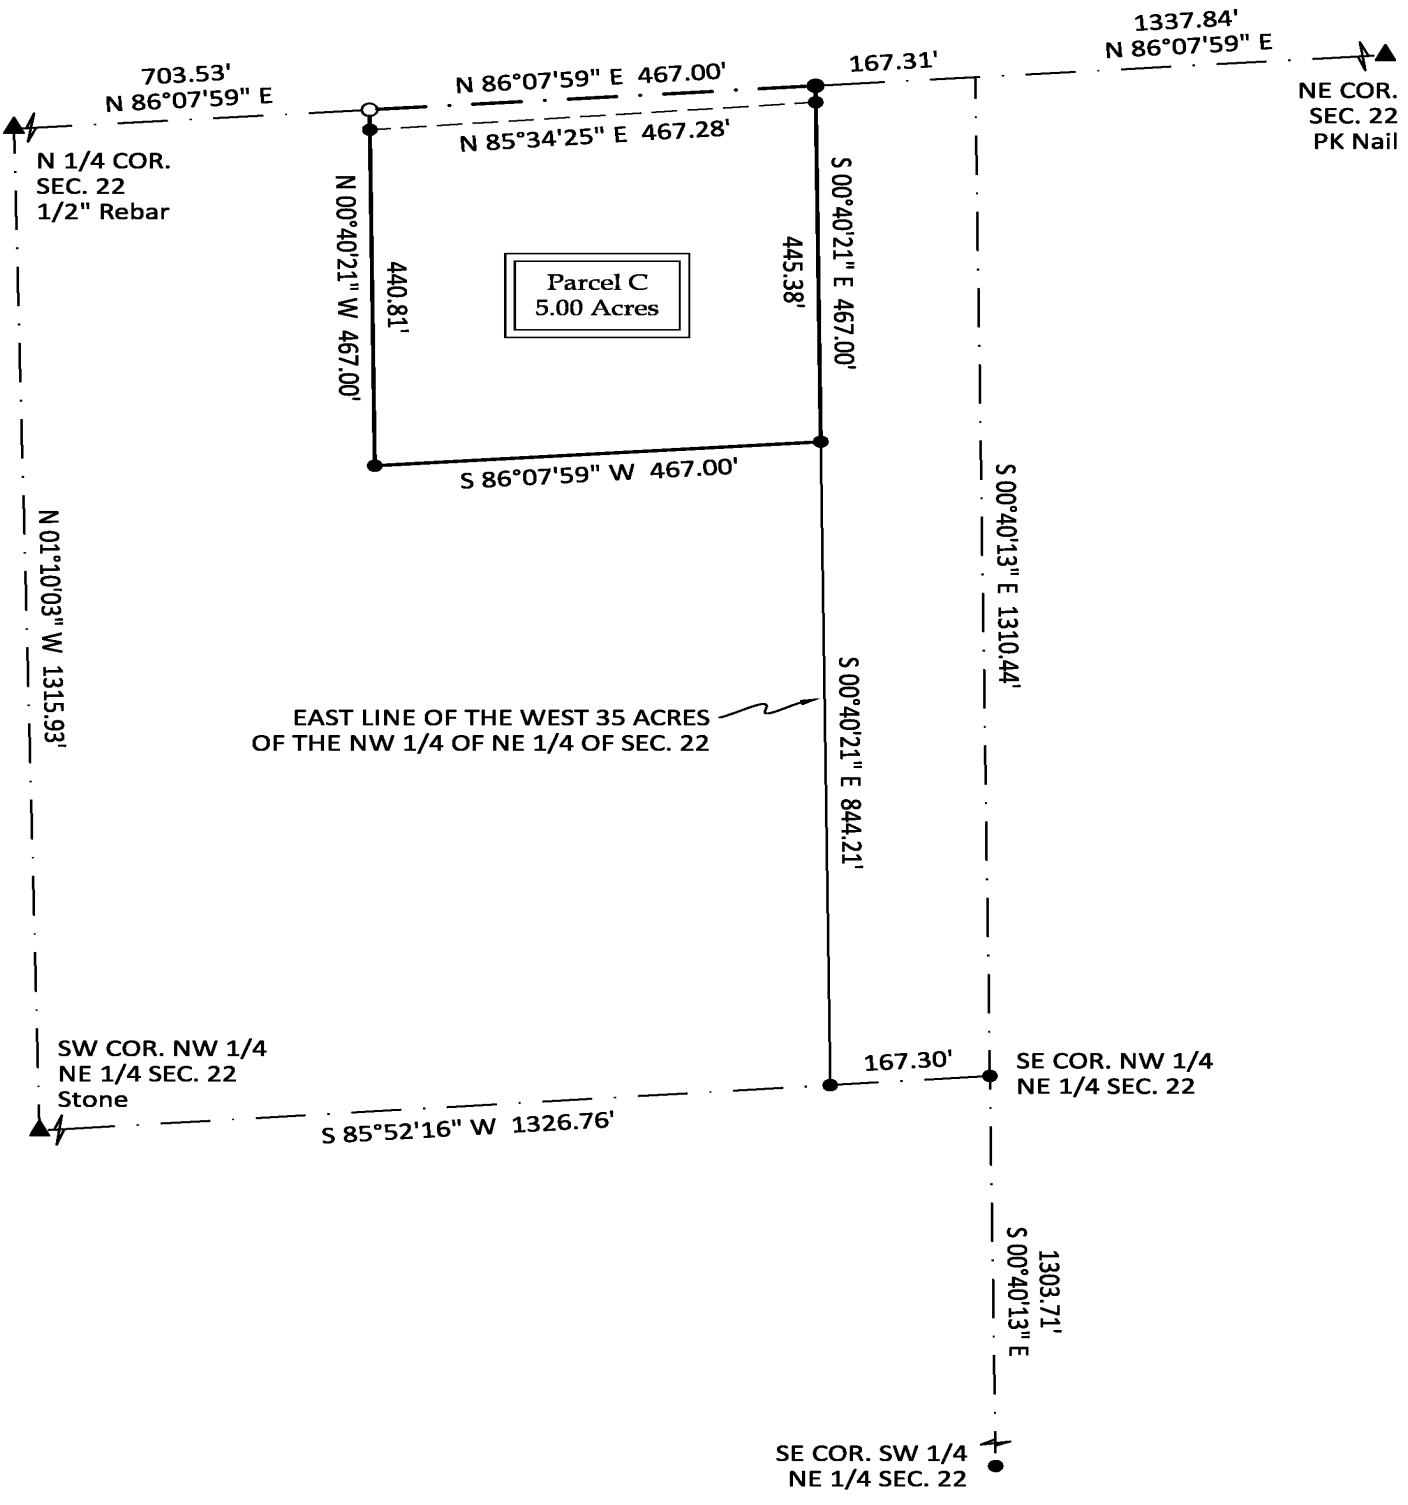 1337.84'
N 86°07'59" E
167.31'
703.53'
N 86°07'59" E
N 86°07'59" E 467.00'
N 85°34'25" E 467.28'
NE COR.
SEC. 22
PK Nail
N 1/4 COR.
SEC. 22
1/2" Rebar
N 00°40'21" W 467.00'
440.81'
Parcel C
5.00 Acres
445.38'
S 00°40'21" E 467.00'
S 86°07'59" W 467.00'
S 00°40'13" E 1310.44'
N 01°10'03" W 1315.93'
EAST LINE OF THE WEST 35 ACRES
OF THE NW 1/4 OF NE 1/4 OF SEC. 22
S 00°40'21" E 844.21'
SW COR. NW 1/4
NE 1/4 SEC. 22
Stone
167.30'
SE COR. NW 1/4
NE 1/4 SEC. 22
S 85°52'16" W 1326.76'
1303.71'
S 00°40'13" E
SE COR. SW 1/4
NE 1/4 SEC. 22